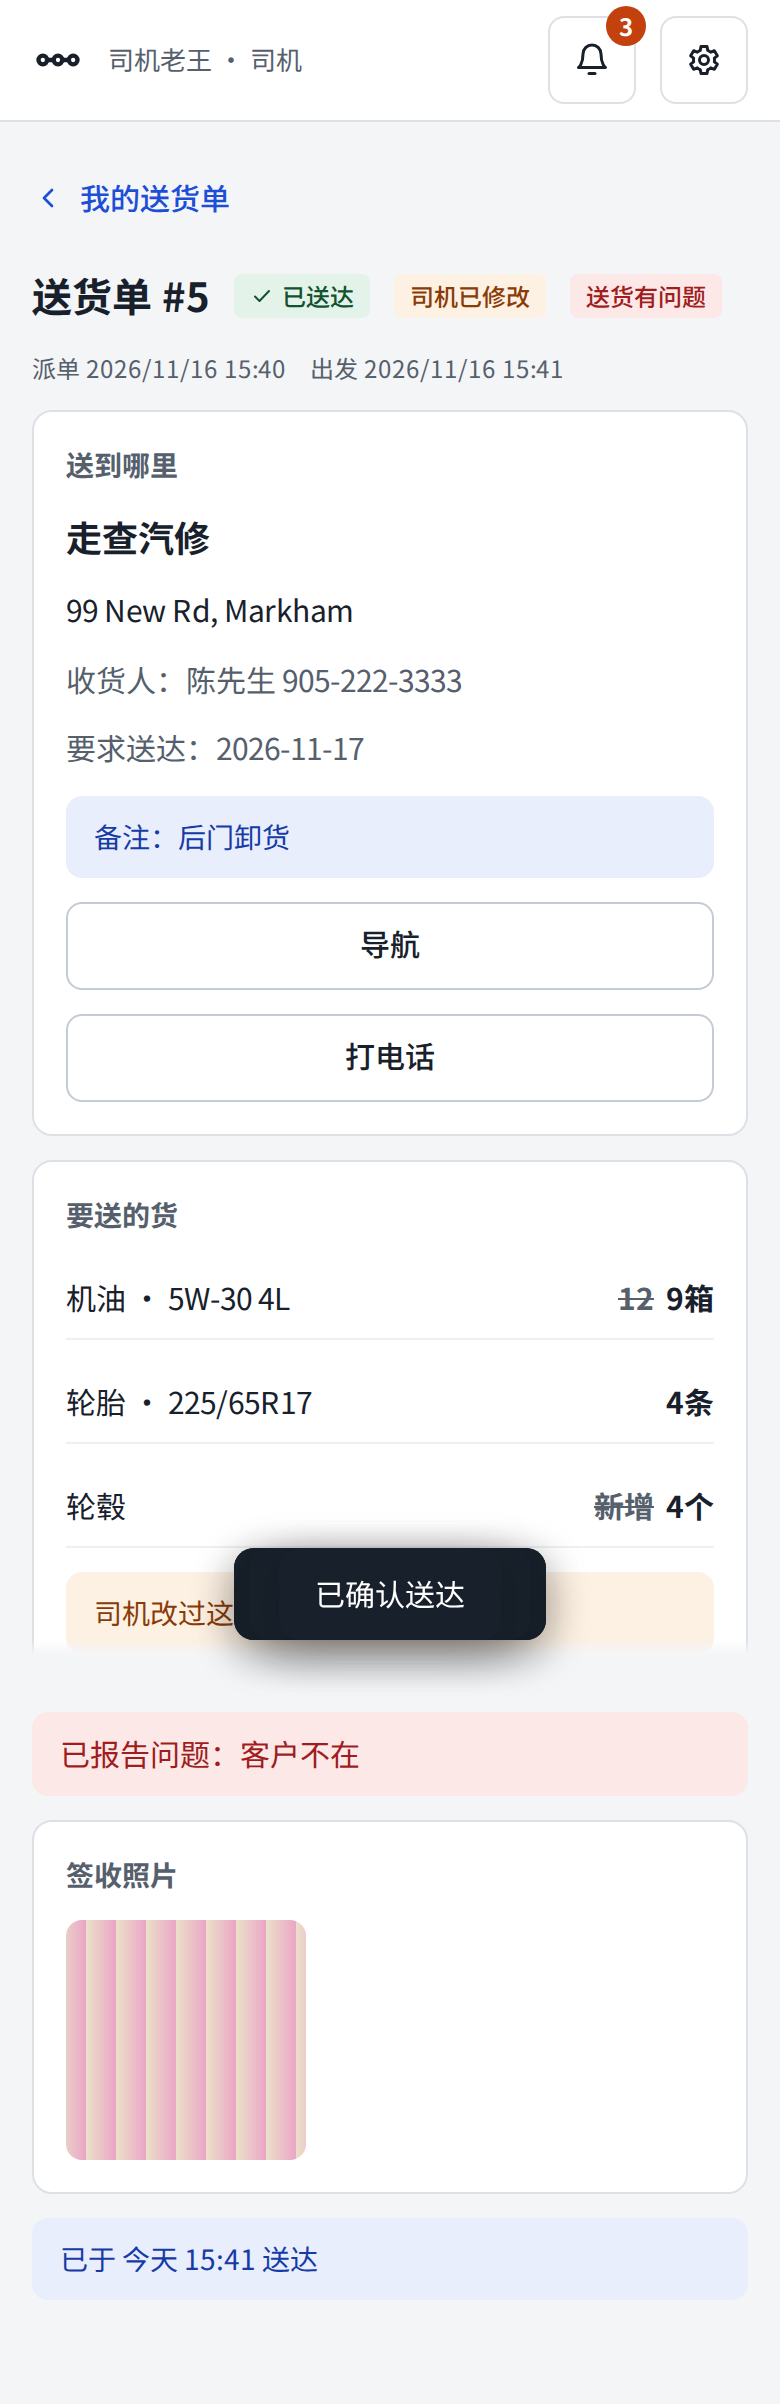 司机老王 · 司机
3
我的送货单
送货单 #5
已送达
司机已修改
送货有问题
派单 2026/11/16 15:40 出发 2026/11/16 15:41
送到哪里
走查汽修
99 New Rd, Markham
收货人：陈先生 905-222-3333
要求送达：2026-11-17
备注：后门卸货
导航
打电话
要送的货
机油 · 5W-30 4L 12 9箱
轮胎 · 225/65R17 4条
轮毂 新增 4个
司机改过这
已确认送达
已报告问题：客户不在
签收照片
已于 今天 15:41 送达